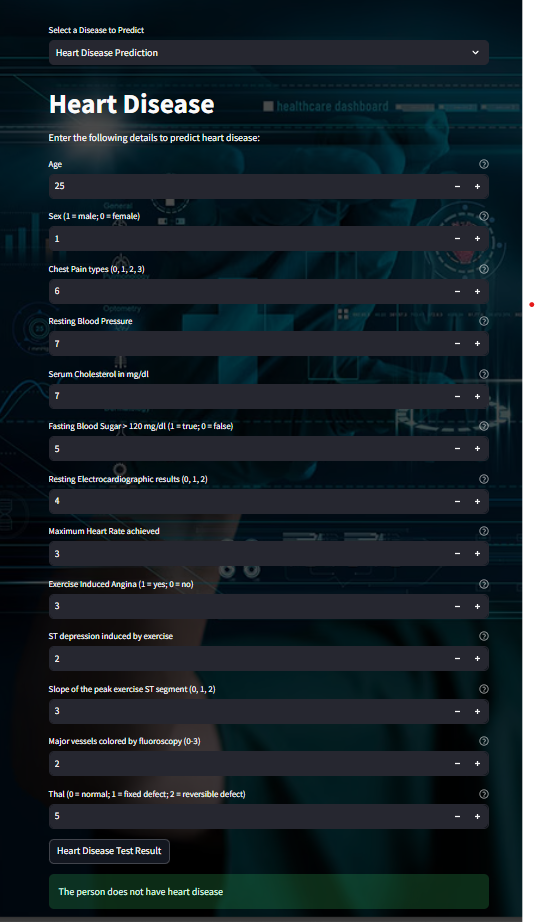 Select a Disease to Predict
Heart Disease Prediction
Heart Disease
healthcare dashboard
Enter the following details to predict heart disease:
Age
25
General
Sex (1 = male; 0 = female)
1
Chest Pain types (0, 1, 2, 3)
6
Optometry
Resting Blood Pressure
7
Serum Cholesterol in mg/dl
7
Fasting Blood Sugar > 120 mg/dl (1 = true; 0 = false)
5
Resting Electrocardiographic results (0, 1, 2)
4
Maximum Heart Rate achieved
3
Exercise Induced Angina (1 = yes; 0 = no)
3
ST depression induced by exercise
2
Slope of the peak exercise ST segment (0, 1, 2)
3
Major vessels colored by fluoroscopy (0-3)
2
Thal (0 = normal; 1 = fixed defect; 2 = reversible defect)
5
Heart Disease Test Result
The person does not have heart disease